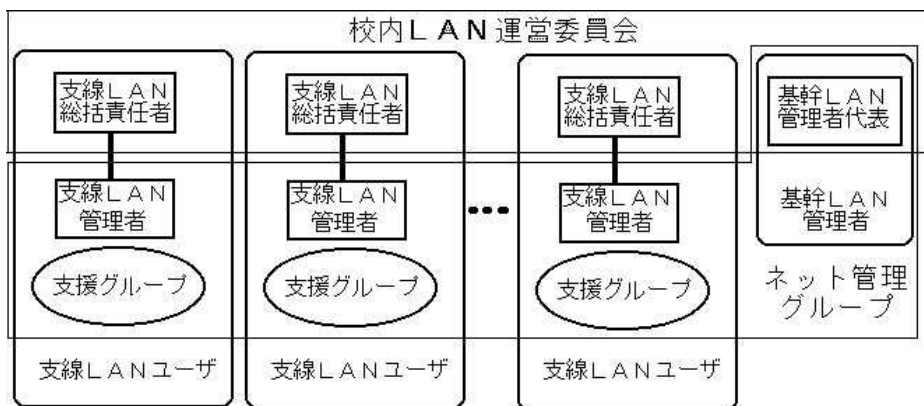 校内ＬＡＮ運営委員会
支線ＬＡＮ
総括責任者
支線ＬＡＮ
総括責任者
支線ＬＡＮ
総括責任者
基幹ＬＡＮ
管理者代表
支線ＬＡＮ
管理者
支線ＬＡＮ
管理者
支線ＬＡＮ
管理者
基幹ＬＡＮ
管理者
支援グループ
支援グループ
支援グループ
ネット管理
グループ
支線ＬＡＮユーザ
支線ＬＡＮユーザ
支線ＬＡＮユーザ